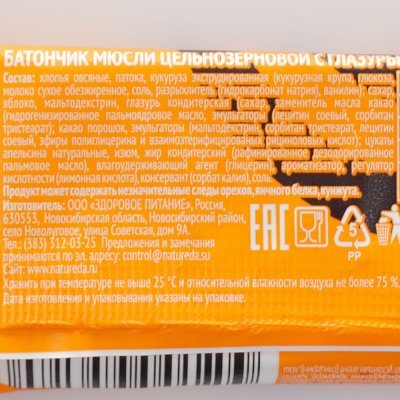 БАТОНЧИК МЮСЛИ ЦЕЛЬНОЗЕРНОВОЙ С ГЛАЗУРЬ
Состав: хлопья овсяные, патока, кукуруза экструдированная (кукурузная крупа, глюкоза,
молоко сухое обезжиренное, соль, разрыхлитель (гидрокарбонат натрия), ванилин); сахар,
яблоко, мальтодекстрин, глазурь кондитерская (сахар, заменитель масла какао
(гидрогенизированное пальмоядровое масло, эмульгаторы лецитин соевый, сорбитан
тристеарат); какао порошок, эмульгаторы (мальтодекстрин, сорбитан тристеарат, лецитин
соевый, эфиры полиглицерина и взаимоэтерифицированных рициноловых кислот); цукаты
апельсина натуральные, изюм, жир кондитерский (рафинированное дезодорированное
пальмовое масло), влагоудерживающий агент (глицерин), ароматизатор, регулятор
кислотности (лимонная кислота), консервант (сорбат калия), соль.
Продукт может содержать незначительные следы орехов, яичного белка, кунжута.
Изготовитель: ООО «ЗДОРОВОЕ ПИТАНИЕ», Россия,
630553, Новосибирская область, Новосибирский район,
село Новолуговое, улица Советская, дом 9А.
Тел.: (383) 312-03-25 Предложения и замечания
принимаются по адресу: control@natureda.ru
Сайт: www.natureda.ru
EAC
5
PP
Хранить при температуре не выше 25 °С и относительной влажности воздуха не более 75 %.
Дата изготовления и упаковывания указаны на упаковке.